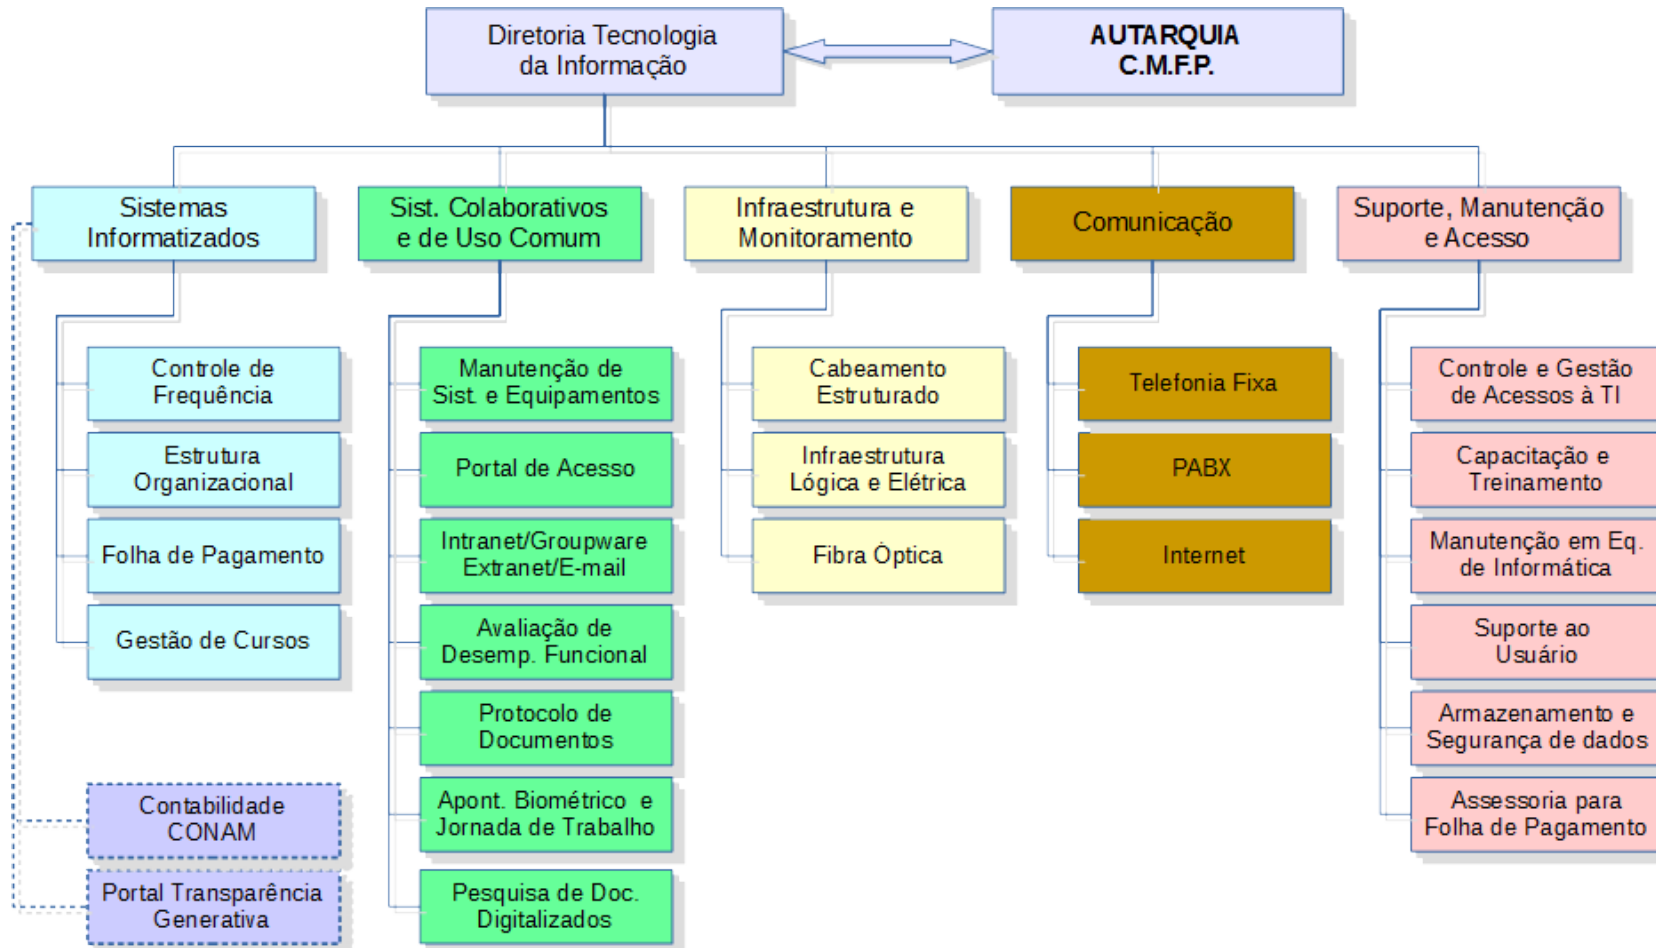 Diretoria Tecnologia
da Informação
AUTARQUIA
C.M.F.P.
Sistemas
Informatizados
Sist. Colaborativos
e de Uso Comum
Infraestrutura e
Monitoramento
Comunicação
Suporte, Manutenção
e Acesso
Controle de
Frequência
Estrutura
Organizacional
Folha de Pagamento
Gestão de Cursos
Contabilidade
CONAM
Portal Transparência
Generativa
Manutenção de
Sist. e Equipamentos
Portal de Acesso
Intranet/Groupware
Extranet/E-mail
Avaliação de
Desemp. Funcional
Protocolo de
Documentos
Apont. Biométrico e
Jornada de Trabalho
Pesquisa de Doc.
Digitalizados
Cabeamento
Estruturado
Infraestrutura
Lógica e Elétrica
Fibra Óptica
Telefonia Fixa
PABX
Internet
Controle e Gestão
de Acessos à TI
Capacitação e
Treinamento
Manutenção em Eq.
de Informática
Suporte ao
Usuário
Armazenamento e
Segurança de dados
Assessoria para
Folha de Pagamento